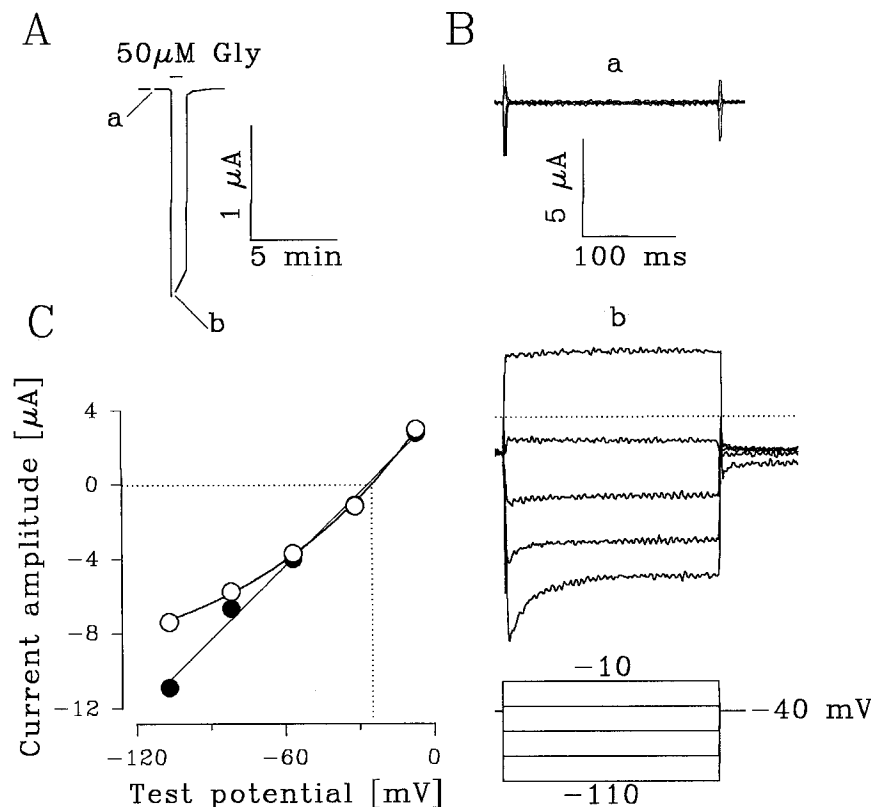 A
50μM Gly
a
1 μA
5 min
b
B
a
5 μA
100 ms
b
-10
-40 mV
-110
C
Current amplitude [μA]
4
0
-4
-8
-12
-120
-60
0
Test potential [mV]